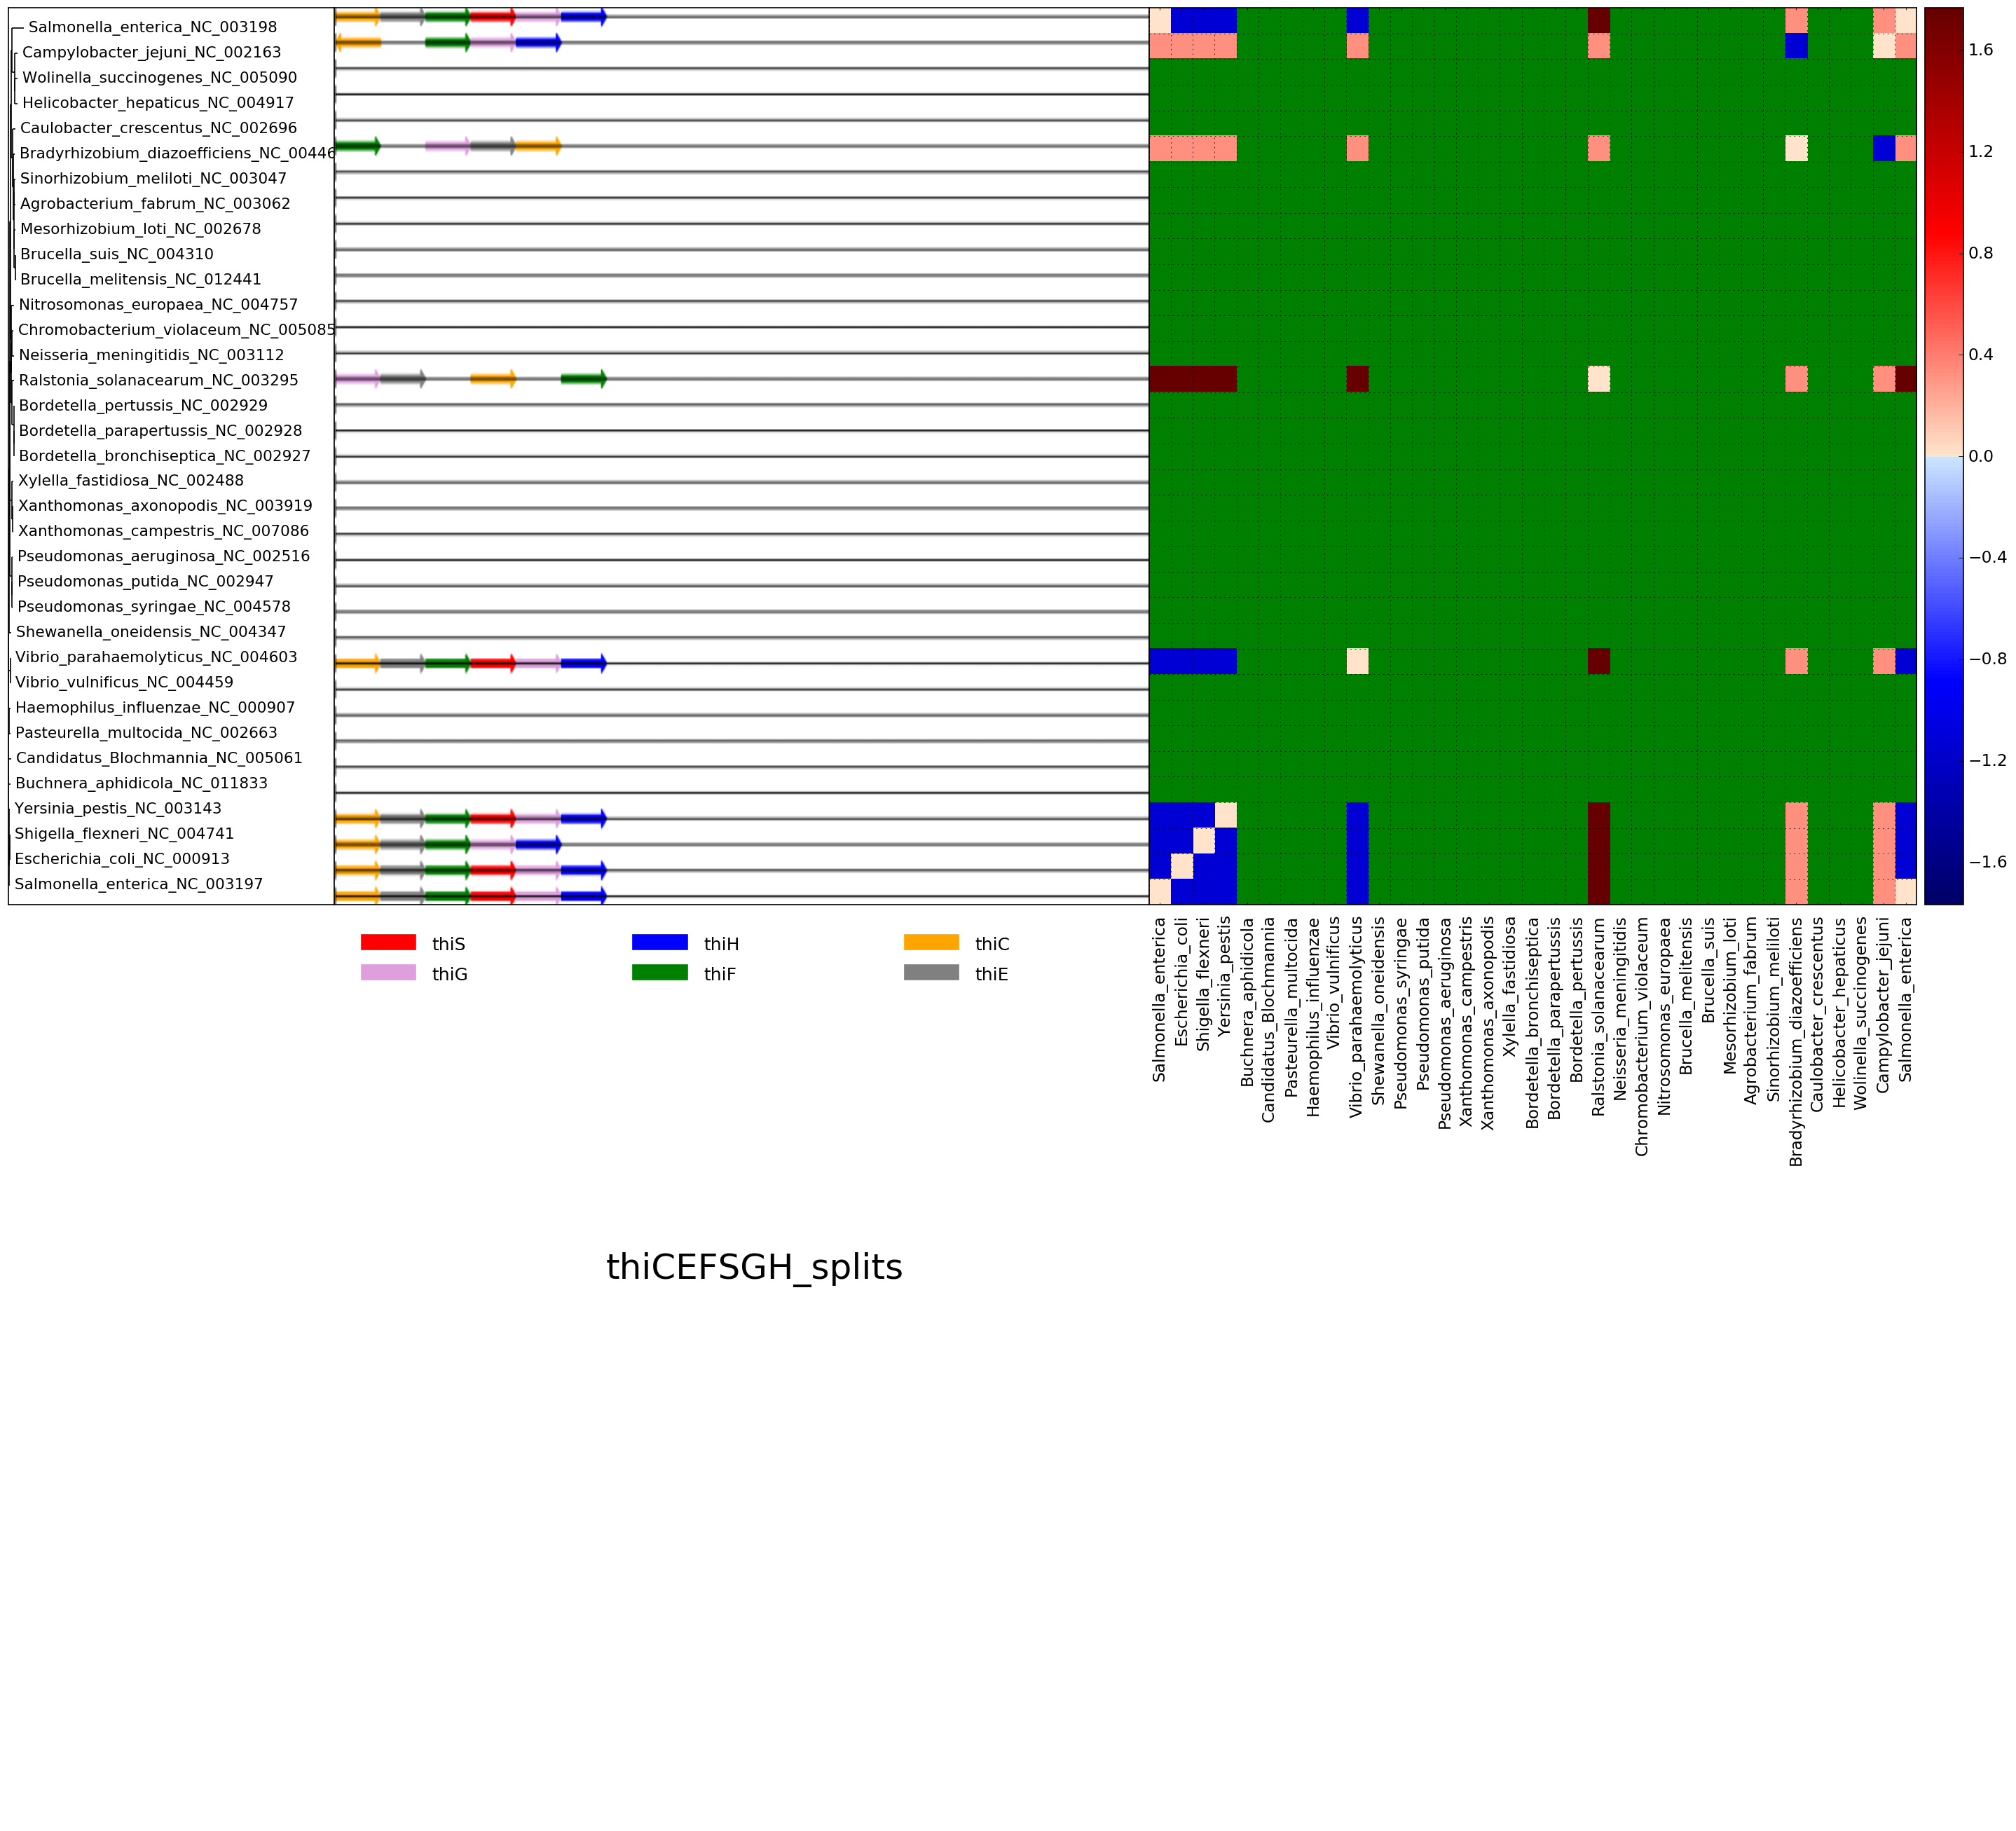 Salmonella_enterica_NC_003198
Campylobacter_jejuni_NC_002163
Wolinella_succinogenes_NC_005090
Helicobacter_hepaticus_NC_004917
Caulobacter_crescentus_NC_002696
Bradyrhizobium_diazoefficiens_NC_00446
Sinorhizobium_meliloti_NC_003047
Agrobacterium_fabrum_NC_003062
Mesorhizobium_loti_NC_002678
Brucella_suis_NC_004310
Brucella_melitensis_NC_012441
Nitrosomonas_europaea_NC_004757
Chromobacterium_violaceum_NC_005085
Neisseria_meningitidis_NC_003112
Ralstonia_solanacearum_NC_003295
Bordetella_pertussis_NC_002929
Bordetella_parapertussis_NC_002928
Bordetella_bronchiseptica_NC_002927
Xylella_fastidiosa_NC_002488
Xanthomonas_axonopodis_NC_003919
Xanthomonas_campestris_NC_007086
Pseudomonas_aeruginosa_NC_002516
Pseudomonas_putida_NC_002947
Pseudomonas_syringae_NC_004578
Shewanella_oneidensis_NC_004347
Vibrio_parahaemolyticus_NC_004603
Vibrio_vulnificus_NC_004459
Haemophilus_influenzae_NC_000907
Pasteurella_multocida_NC_002663
Candidatus_Blochmannia_NC_005061
Buchnera_aphidicola_NC_011833
Yersinia_pestis_NC_003143
Shigella_flexneri_NC_004741
Escherichia_coli_NC_000913
Salmonella_enterica_NC_003197
1.6
1.2
0.8
0.4
0.0
−0.4
−0.8
−1.2
−1.6
thiS thiH thiC
thiG thiF thiE
Salmonella_enterica
Escherichia_coli
Shigella_flexneri
Yersinia_pestis
Buchnera_aphidicola
Candidatus_Blochmannia
Pasteurella_multocida
Haemophilus_influenzae
Vibrio_vulnificus
Vibrio_parahaemolyticus
Shewanella_oneidensis
Pseudomonas_syringae
Pseudomonas_putida
Pseudomonas_aeruginosa
Xanthomonas_campestris
Xanthomonas_axonopodis
Xylella_fastidiosa
Bordetella_bronchiseptica
Bordetella_parapertussis
Bordetella_pertussis
Ralstonia_solanacearum
Neisseria_meningitidis
Chromobacterium_violaceum
Nitrosomonas_europaea
Brucella_melitensis
Brucella_suis
Mesorhizobium_loti
Agrobacterium_fabrum
Sinorhizobium_meliloti
Bradyrhizobium_diazoefficiens
Caulobacter_crescentus
Helicobacter_hepaticus
Wolinella_succinogenes
Campylobacter_jejuni
Salmonella_enterica
thiCEFSGH_splits